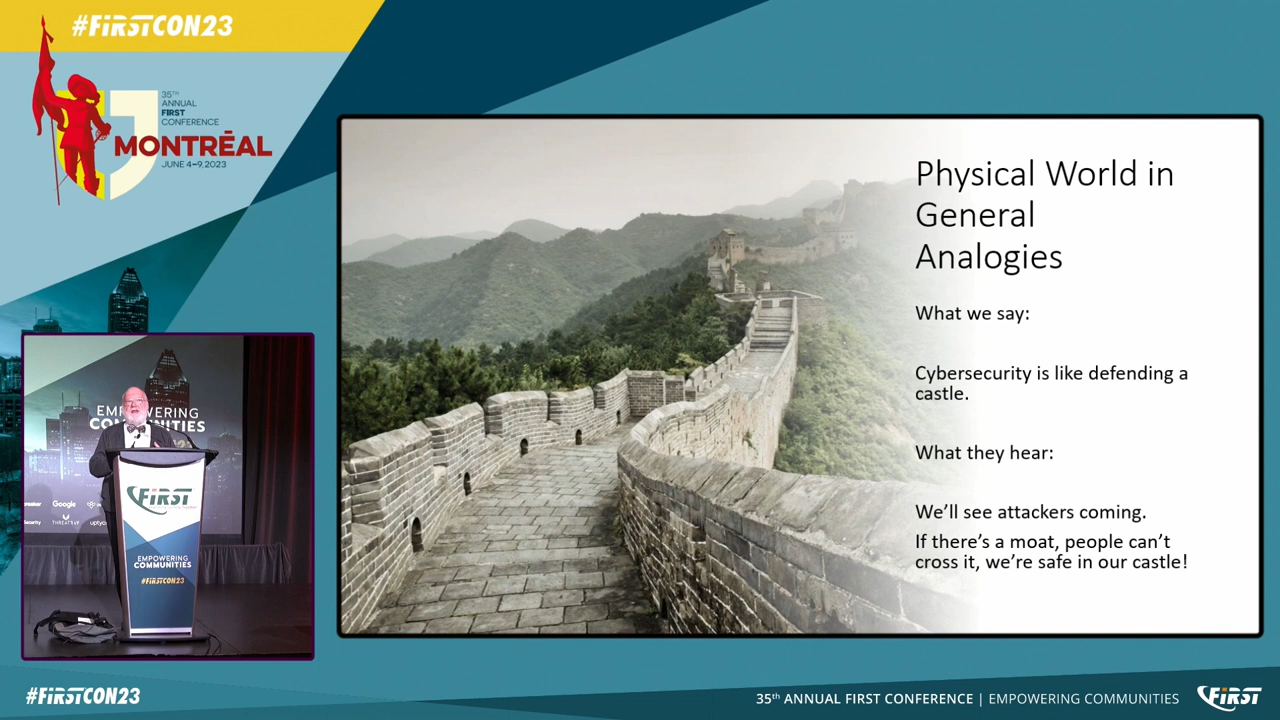 #FIRSTCON23
35TH
ANNUAL
FIRST
CONFERENCE
MONTRĒAL
JUNE 4–9, 2023
Physical World in
General
Analogies
What we say:
Cybersecurity is like defending a
castle.
What they hear:
We'll see attackers coming.
If there's a moat, people can't
cross it, we're safe in our castle!
EMPOWERING
COMMUNITIES
Google
THREATRAY
FIRST
EMPOWERING
COMMUNITIES
#FIRSTCON23
#FIRSTCON23
35th ANNUAL FIRST CONFERENCE | EMPOWERING COMMUNITIES
FIRST